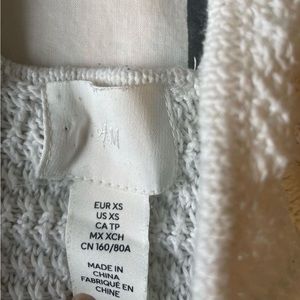 H&M
EUR XS
US XS
CA TP
MX XCH
CN 160/80A
MADE IN
CHINA
FABRIQUÉ EN
CHINE